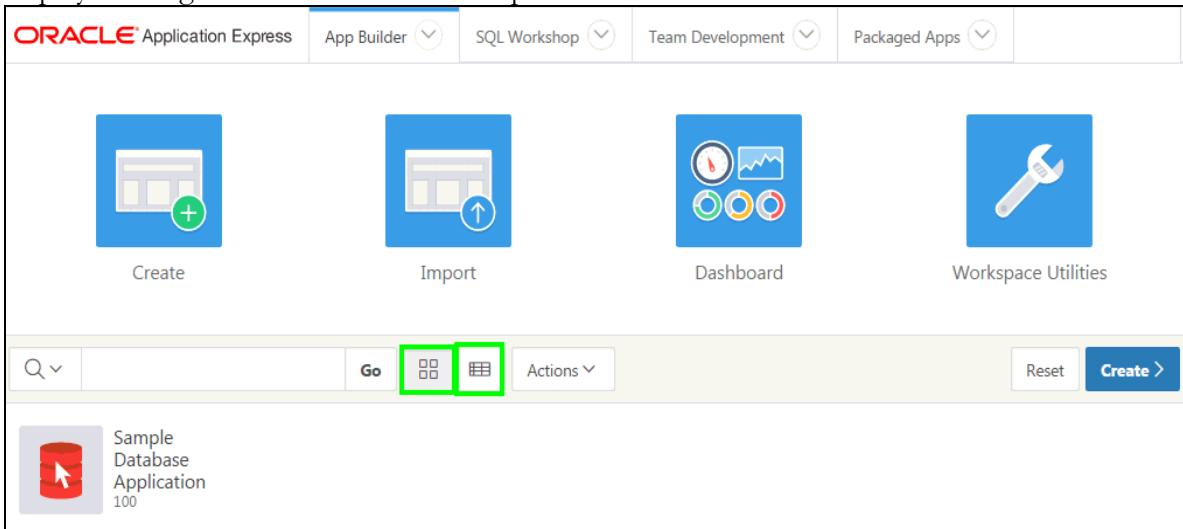 ORACLE Application Express App Builder SQL Workshop Team Development Packaged Apps
Create Import Dashboard Workspace Utilities
Go Actions Reset Create
Sample
Database
Application
100